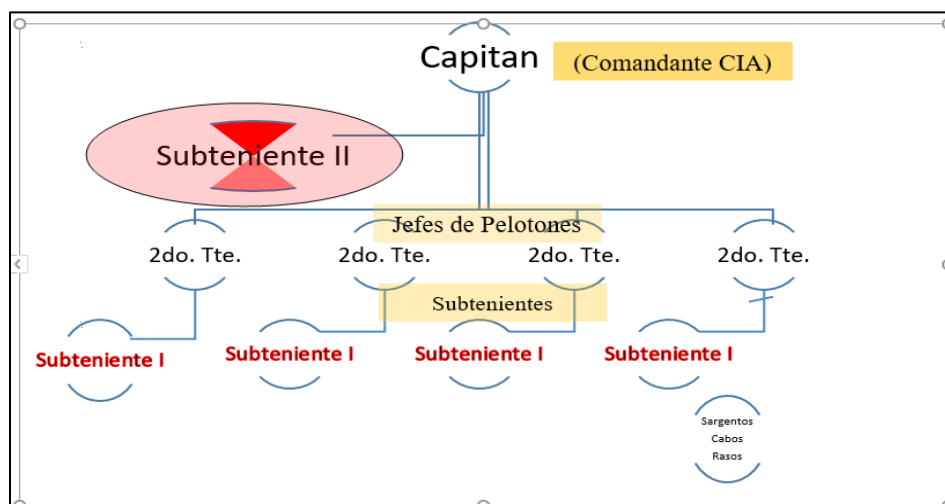 Capitan
(Comandante CIA)
Subteniente II
Jefes de Pelotones
2do. Tte.
2do. Tte.
2do. Tte.
2do. Tte.
Subtenientes
Subteniente I
Subteniente I
Subteniente I
Subteniente I
Sargentos
Cabos
Rasos